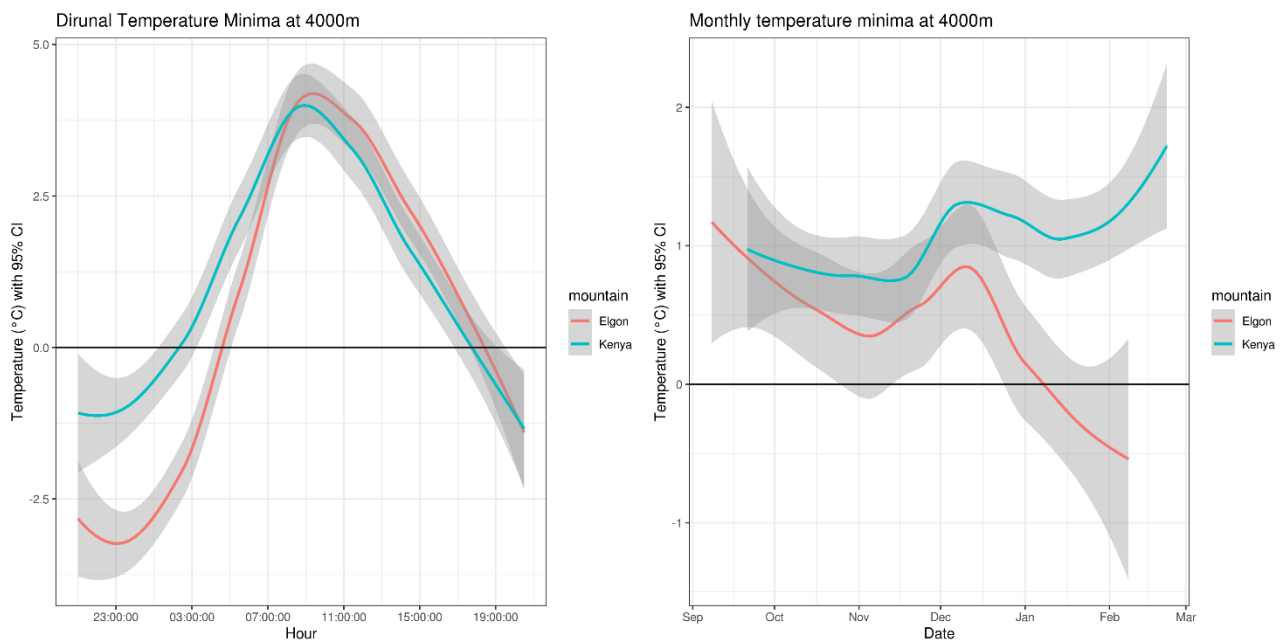 Dirunal Temperature Minima at 4000m
Temperature (°C) with 95% CI
5.0
2.5
0.0
-2.5
23:00:00 03:00:00 07:00:00 11:00:00 15:00:00 19:00:00
Hour
mountain
Elgon
Kenya
Monthly temperature minima at 4000m
Temperature (°C) with 95% CI
2
1
0
-1
Sep Oct Nov Dec Jan Feb Mar
Date
mountain
Elgon
Kenya